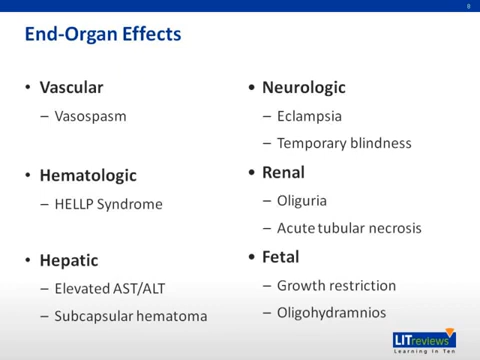 8
End-Organ Effects
• Vascular
– Vasospasm
• Hematologic
– HELLP Syndrome
• Hepatic
– Elevated AST/ALT
– Subcapsular hematoma
• Neurologic
– Eclampsia
– Temporary blindness
• Renal
– Oliguria
– Acute tubular necrosis
• Fetal
– Growth restriction
– Oligohydramnios
LITreviews
Learning in Ten